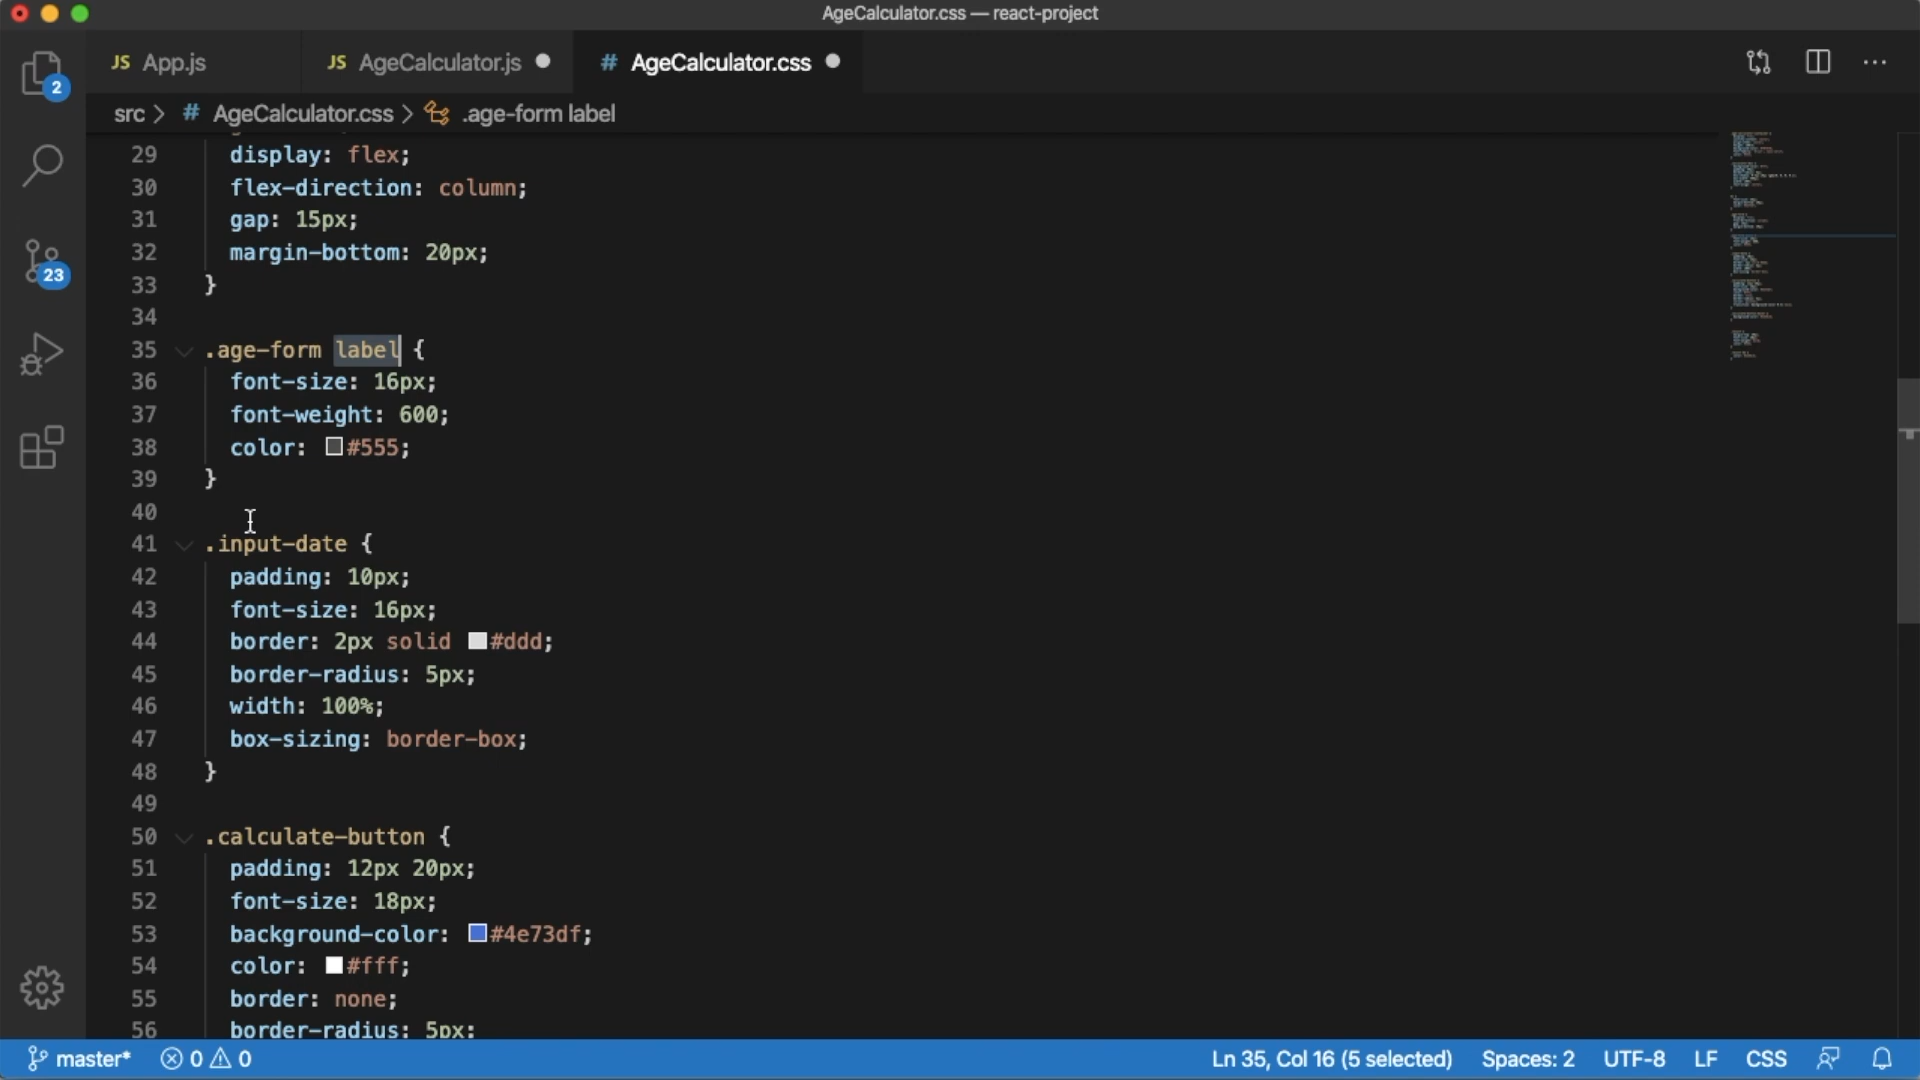 AgeCalculator.css — react-project
JS App.js
JS AgeCalculator.js
# AgeCalculator.css
src > # AgeCalculator.css > .age-form label
29 display: flex;
30 flex-direction: column;
31 gap: 15px;
32 margin-bottom: 20px;
33 }
34
35 .age-form label {
36 font-size: 16px;
37 font-weight: 600;
38 color: #555;
39 }
40
41 .input-date {
42 padding: 10px;
43 font-size: 16px;
44 border: 2px solid #ddd;
45 border-radius: 5px;
46 width: 100%;
47 box-sizing: border-box;
48 }
49
50 .calculate-button {
51 padding: 12px 20px;
52 font-size: 18px;
53 background-color: #4e73df;
54 color: #fff;
55 border: none;
56 border-radius: 5px;
2
23
master* 0 0 Ln 35, Col 16 (5 selected) Spaces: 2 UTF-8 LF CSS